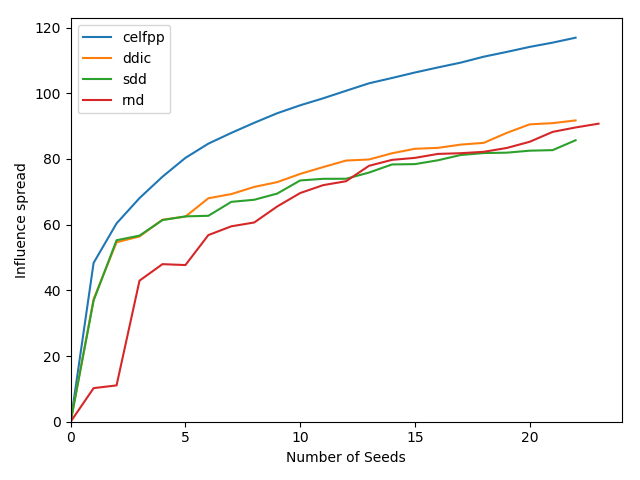 120
100
80
60
40
20
0
Influence spread
celfpp
ddic
sdd
rnd
0 5 10 15 20
Number of Seeds